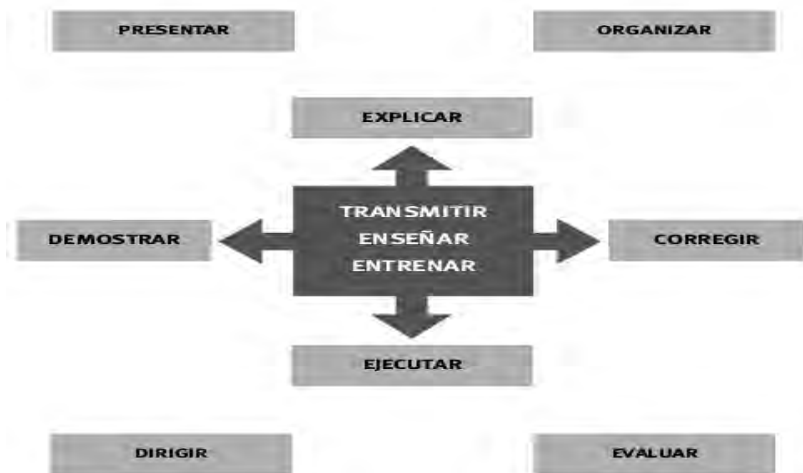 PRESENTAR
ORGANIZAR
EXPLICAR
TRANSMITIR
ENSEÑAR
ENTRENAR
DEMOSTRAR
CORREGIR
EJECUTAR
DIRIGIR
EVALUAR